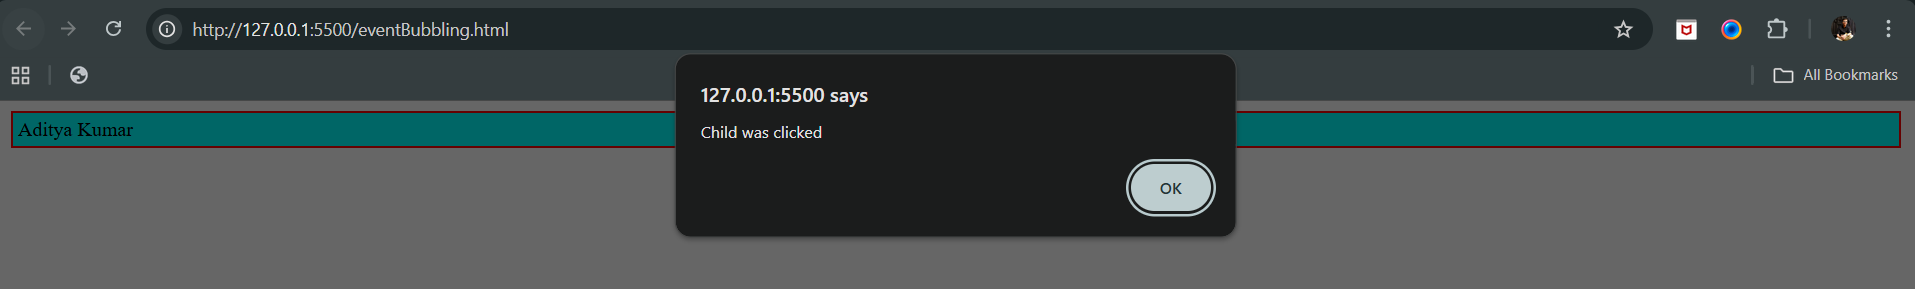 http://127.0.0.1:5500/eventBubbling.html
All Bookmarks
127.0.0.1:5500 says
Aditya Kumar
Child was clicked
OK